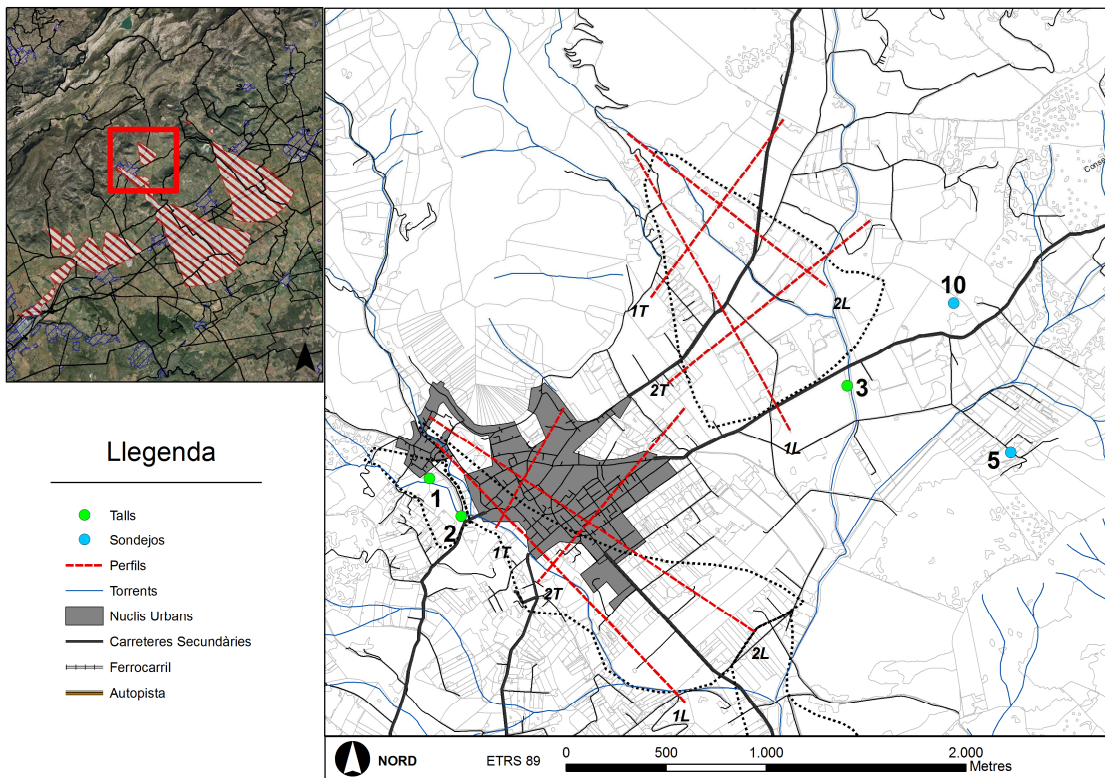 Conse
10
1T
2L
3
2T
1L
5
1
2
1T
2T
2L
1L
Llegenda
Talls
Sondejos
Perfils
Torrents
Nuclis Urbans
Carreteres Secundàries
Ferrocarril
Autopista
NORD
ETRS 89
0
500
1.000
2.000
Metres